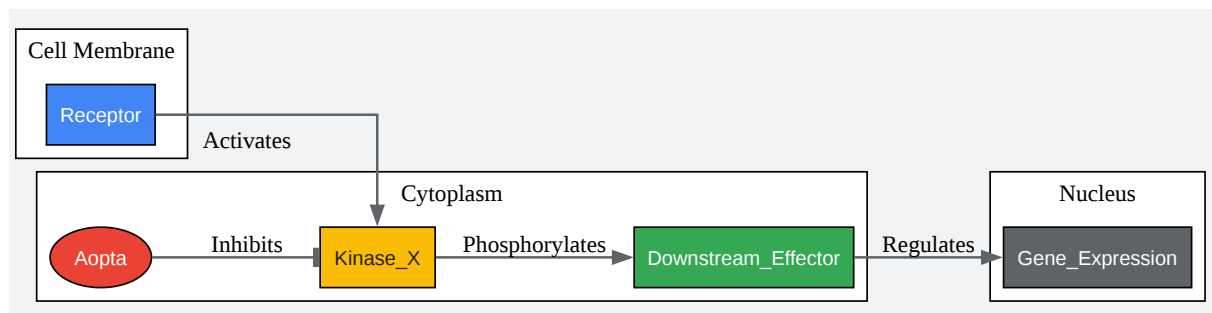 Cell Membrane
Receptor
Activates
Cytoplasm
Nucleus
Aopta
Inhibits
Kinase_X
Phosphorylates
Downstream_Effector
Regulates
Gene_Expression